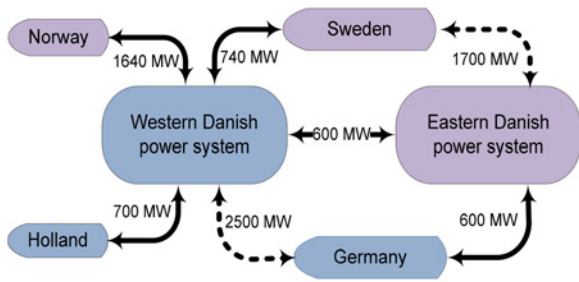 Norway
Sweden
1640 MW
740 MW
1700 MW
Western Danish
power system
600 MW
Eastern Danish
power system
700 MW
2500 MW
600 MW
Holland
Germany